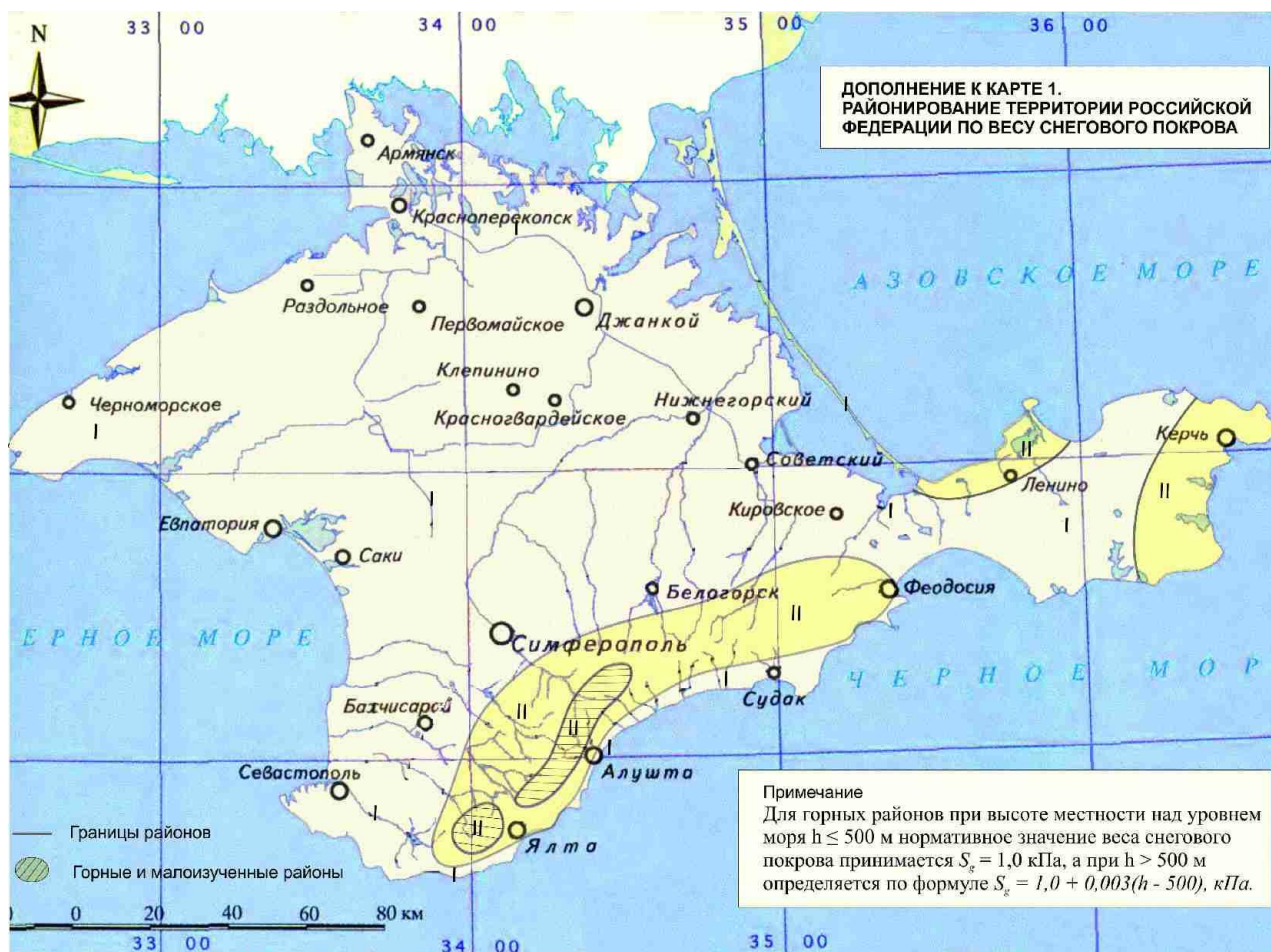 33 00
34 00
35 00
36 00
N
ДОПОЛНЕНИЕ К КАРТЕ 1.
РАЙОНИРОВАНИЕ ТЕРРИТОРИИ РОССИЙСКОЙ
ФЕДЕРАЦИИ ПО ВЕСУ СНЕГОВОГО ПОКРОВА
Армянск
Красноперекопск
I
АЗОВСКОЕ МОРЕ
Раздольное
Первомайское
Джанкой
Клепинино
Красногвардейское
Нижнегорский
Черноморское
I
I
Керчь
II
Советский
Ленино
II
I
Евпатория
Кировское
I
I
Саки
Белогорск
Феодосия
II
ЕРНОЕ МОРЕ
Симферополь
ЧЕРНОЕ МОР
I
Судак
Бахчисарай
II
II
I
Алушта
Севастополь
I
II
Ялта
I
Границы районов
Горные и малоизученные районы
Примечание
Для горных районов при высоте местности над уровнем
моря h ≤ 500 м нормативное значение веса снегового
покрова принимается Sg = 1,0 кПа, а при h > 500 м
определяется по формуле Sg = 1,0 + 0,003(h - 500), кПа.
0 20 40 60 80 км
33 00
34 00
35 00